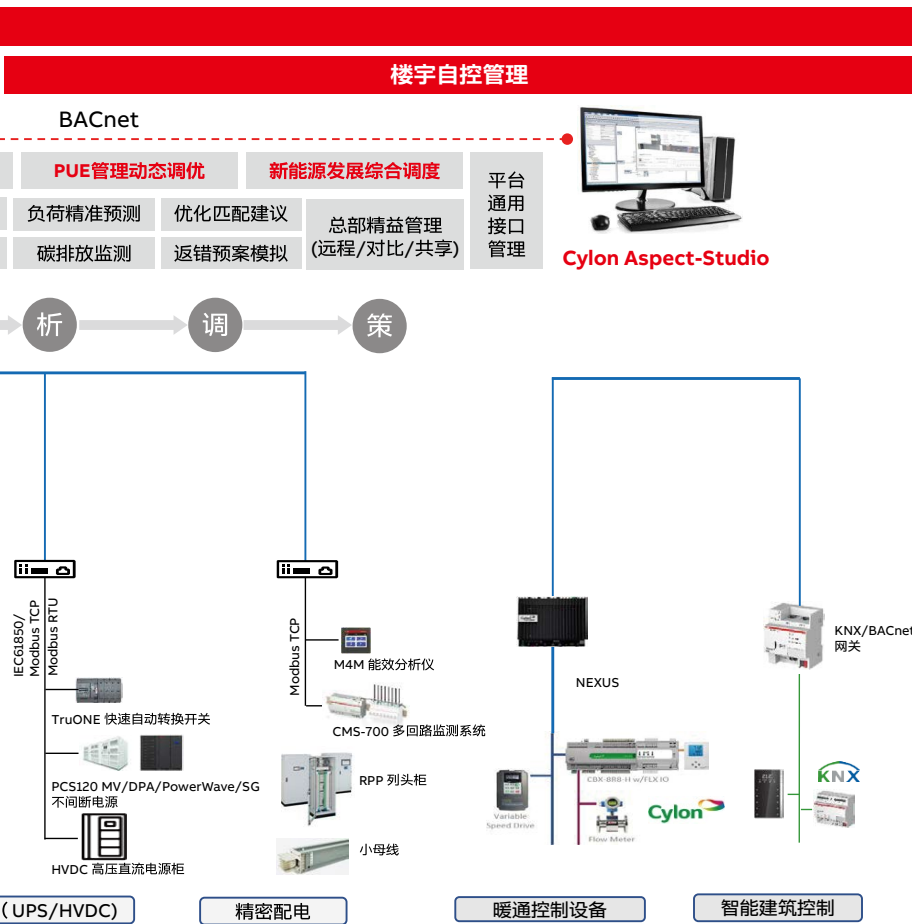 楼宇自控管理
BACnet
PUE管理动态调优
新能源发展综合调度
平台
通用
接口
管理
负荷精准预测
优化匹配建议
总部精益管理
(远程/对比/共享)
碳排放监测
返错预案模拟
Cylon Aspect-Studio
析
调
策
IEC61850/
Modbus TCP
Modbus RTU
TruONE 快速自动转换开关
PCS120 MV/DPA/PowerWave/SG
不间断电源
HVDC 高压直流电源柜
Modbus TCP
M4M 能效分析仪
CMS-700 多回路监测系统
RPP 列头柜
小母线
NEXUS
CBX-888-H w/FLX IO
Variable
Speed Drive
Flow Meter
Cylon
KNX/BACnet
网关
KNX
（UPS/HVDC)
精密配电
暖通控制设备
智能建筑控制